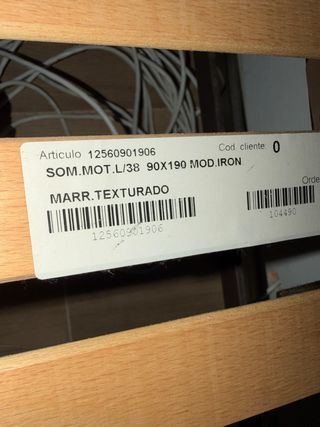 Articulo 12560901906 Cod. cliente 0
SOM.MOT.L/38 90X190 MOD.IRON
MARR.TEXTURADO
Orde
12560901906
104490